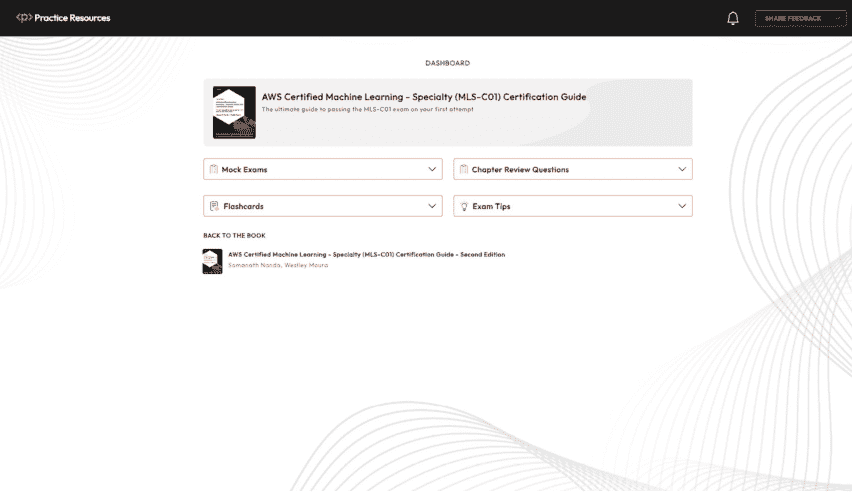 <p> Practice Resources
SHARE FEEDBACK
DASHBOARD
AWS Certified Machine Learning - Specialty (MLS-C01) Certification Guide
The ultimate guide to passing the MLS-C01 exam on your first attempt
Mock Exams
Chapter Review Questions
Flashcards
Exam Tips
BACK TO THE BOOK
AWS Certified Machine Learning - Specialty (MLS-C01) Certification Guide - Second Edition
Somanath Nanda, Weslley Moura